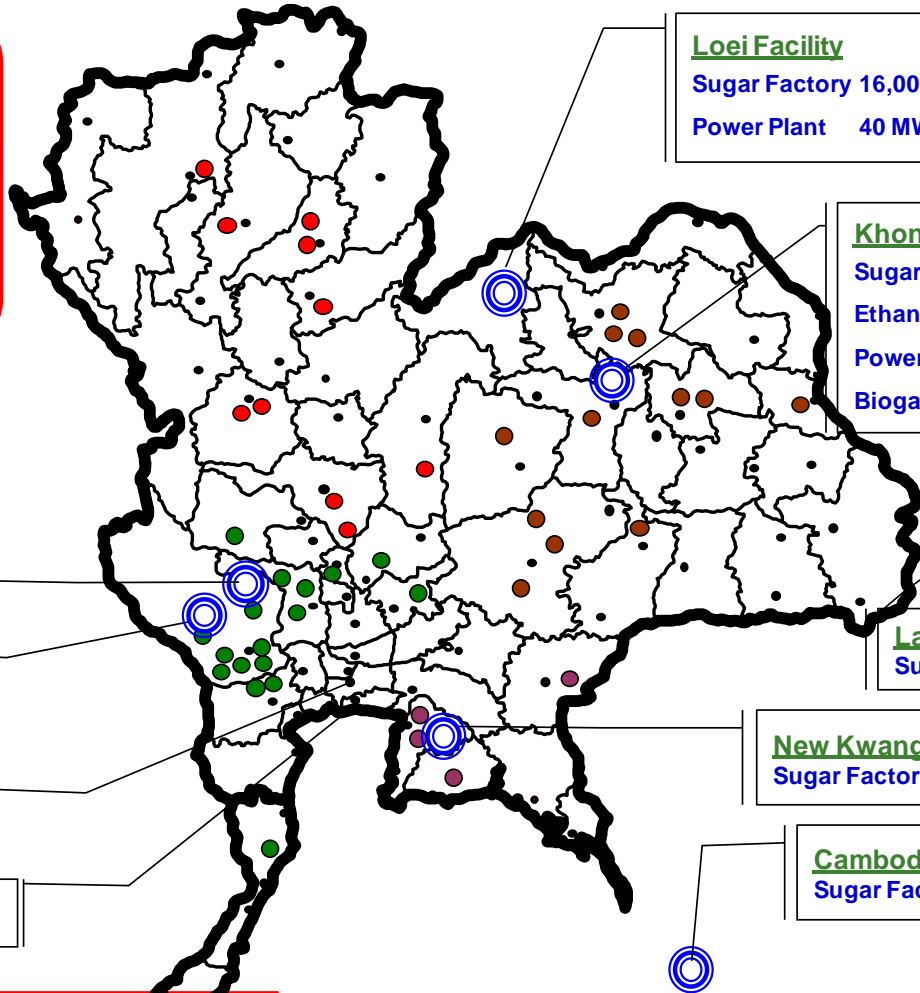 Loei Facility
Sugar Factory 16,00
Power Plant 40 MW
Khon
Sugar
Ethan
Power
Bioga
La
Su
New Kwang
Sugar Factor
Cambod
Sugar Fac